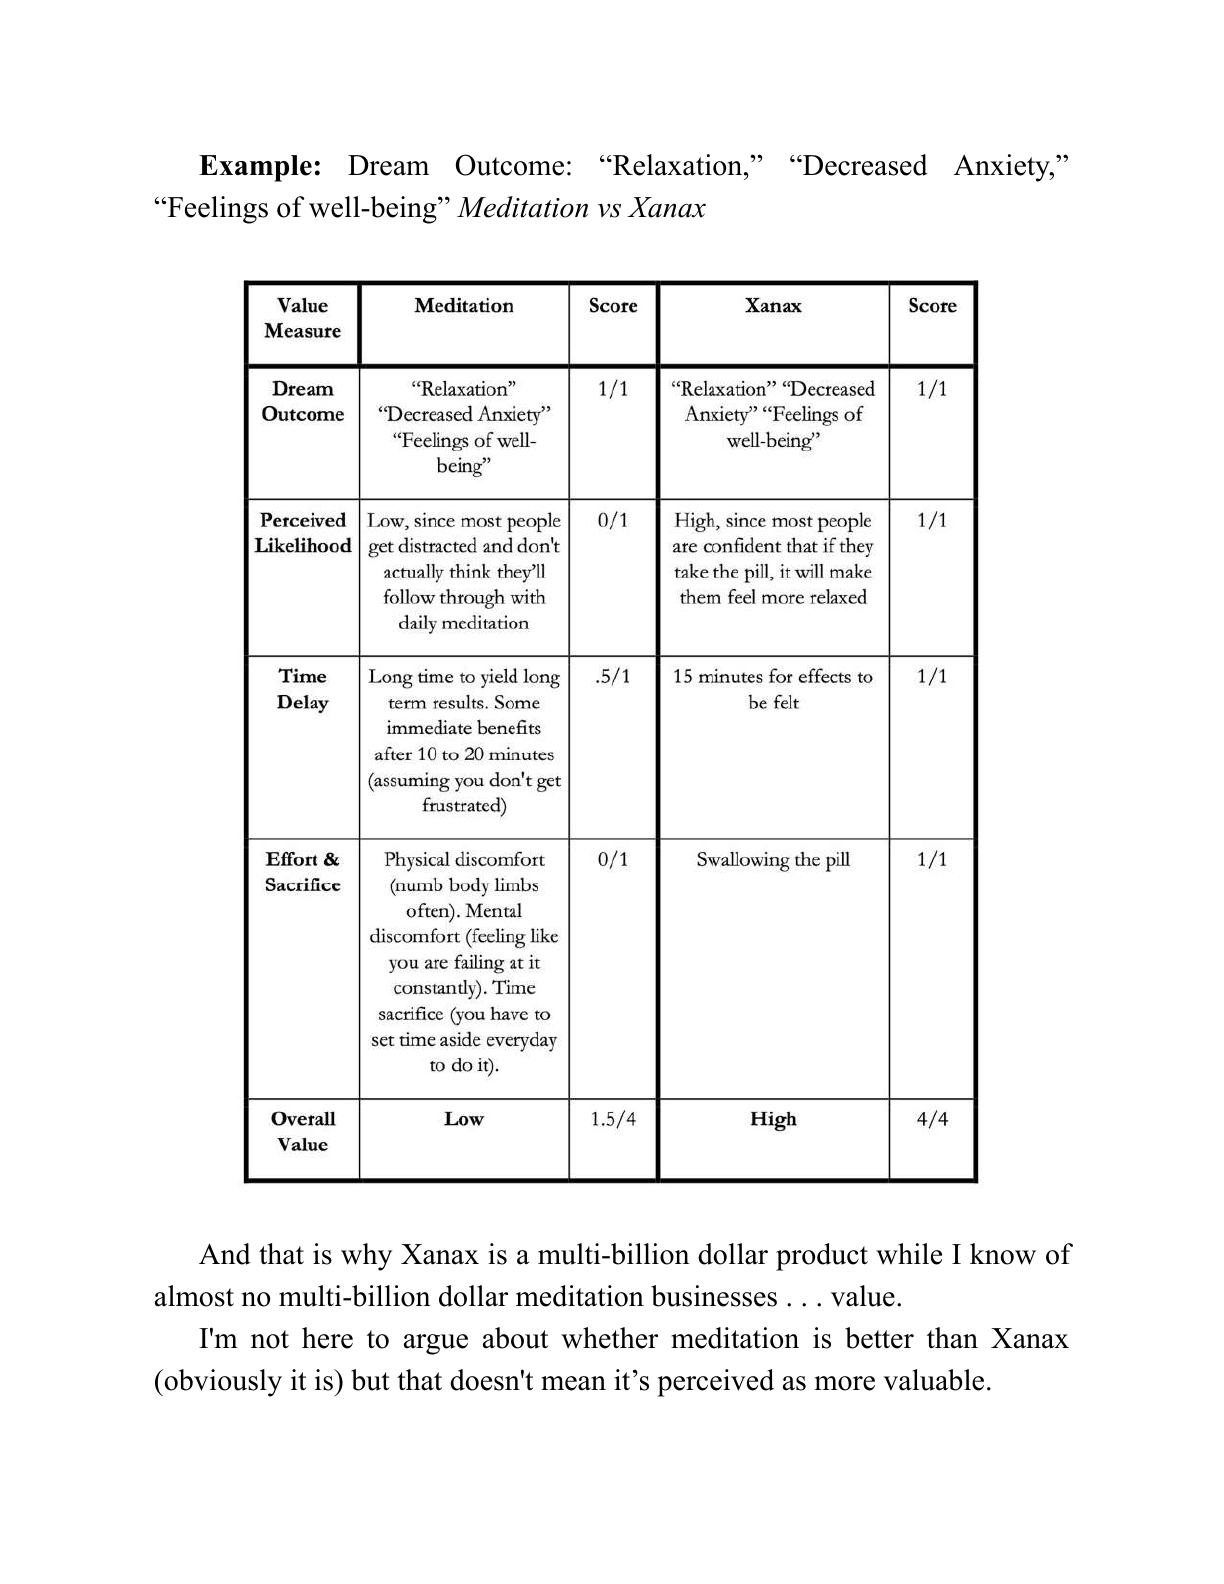 Example: Dream Outcome: “Relaxation,” “Decreased Anxiety,”
“Feelings of well-being” Meditation vs Xanax
Value
Measure
Meditation
Score
Xanax
Score
Dream
Outcome
“Relaxation”
“Decreased Anxiety”
“Feelings of well-
being”
1/1
“Relaxation” “Decreased
Anxiety” “Feelings of
well-being”
1/1
Perceived
Likelihood
Low, since most people
get distracted and don't
actually think they’ll
follow through with
daily meditation
0/1
High, since most people
are confident that if they
take the pill, it will make
them feel more relaxed
1/1
Time
Delay
Long time to yield long
term results. Some
immediate benefits
after 10 to 20 minutes
(assuming you don't get
frustrated)
.5/1
15 minutes for effects to
be felt
1/1
Effort &
Sacrifice
Physical discomfort
(numb body limbs
often). Mental
discomfort (feeling like
you are failing at it
constantly). Time
sacrifice (you have to
set time aside everyday
to do it).
0/1
Swallowing the pill
1/1
Overall
Value
Low
1.5/4
High
4/4
And that is why Xanax is a multi-billion dollar product while I know of
almost no multi-billion dollar meditation businesses . . . value.
I'm not here to argue about whether meditation is better than Xanax
(obviously it is) but that doesn't mean it’s perceived as more valuable.